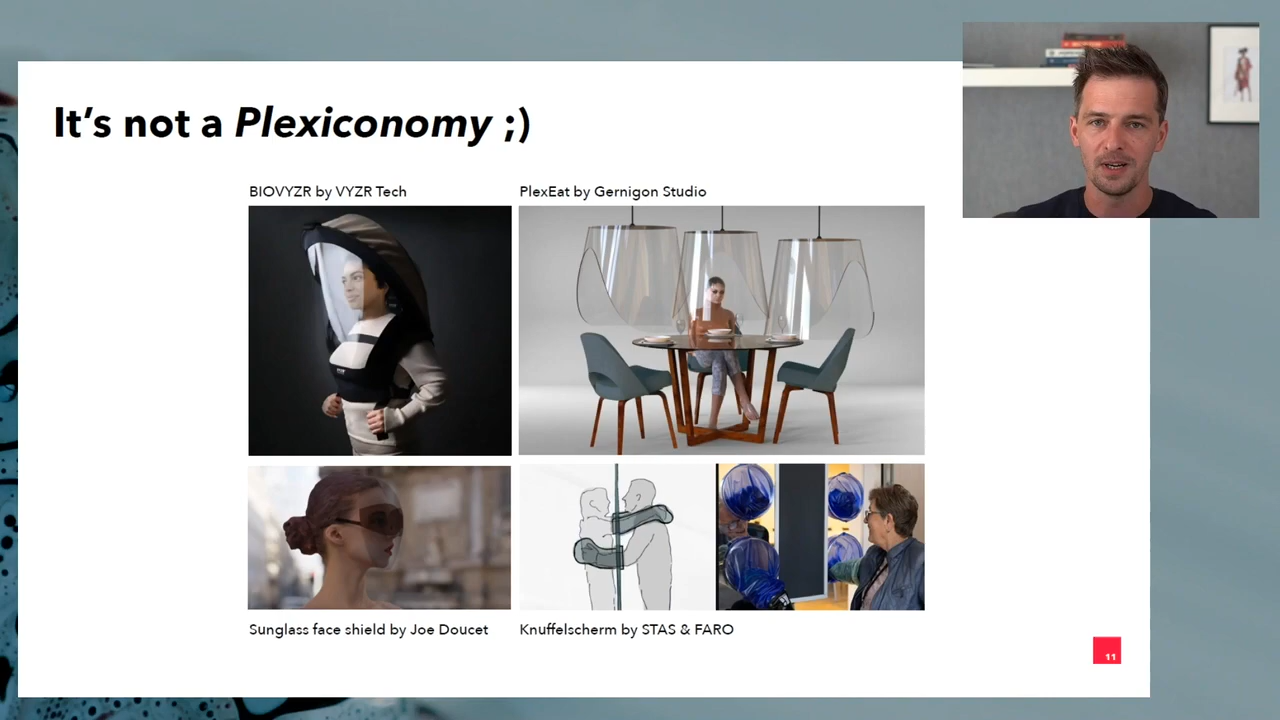 It's not a Plexiconomy ;)
BIOVYZR by VYZR Tech
PlexEat by Gernigon Studio
Sunglass face shield by Joe Doucet
Knuffelscherm by STAS & FARO
11